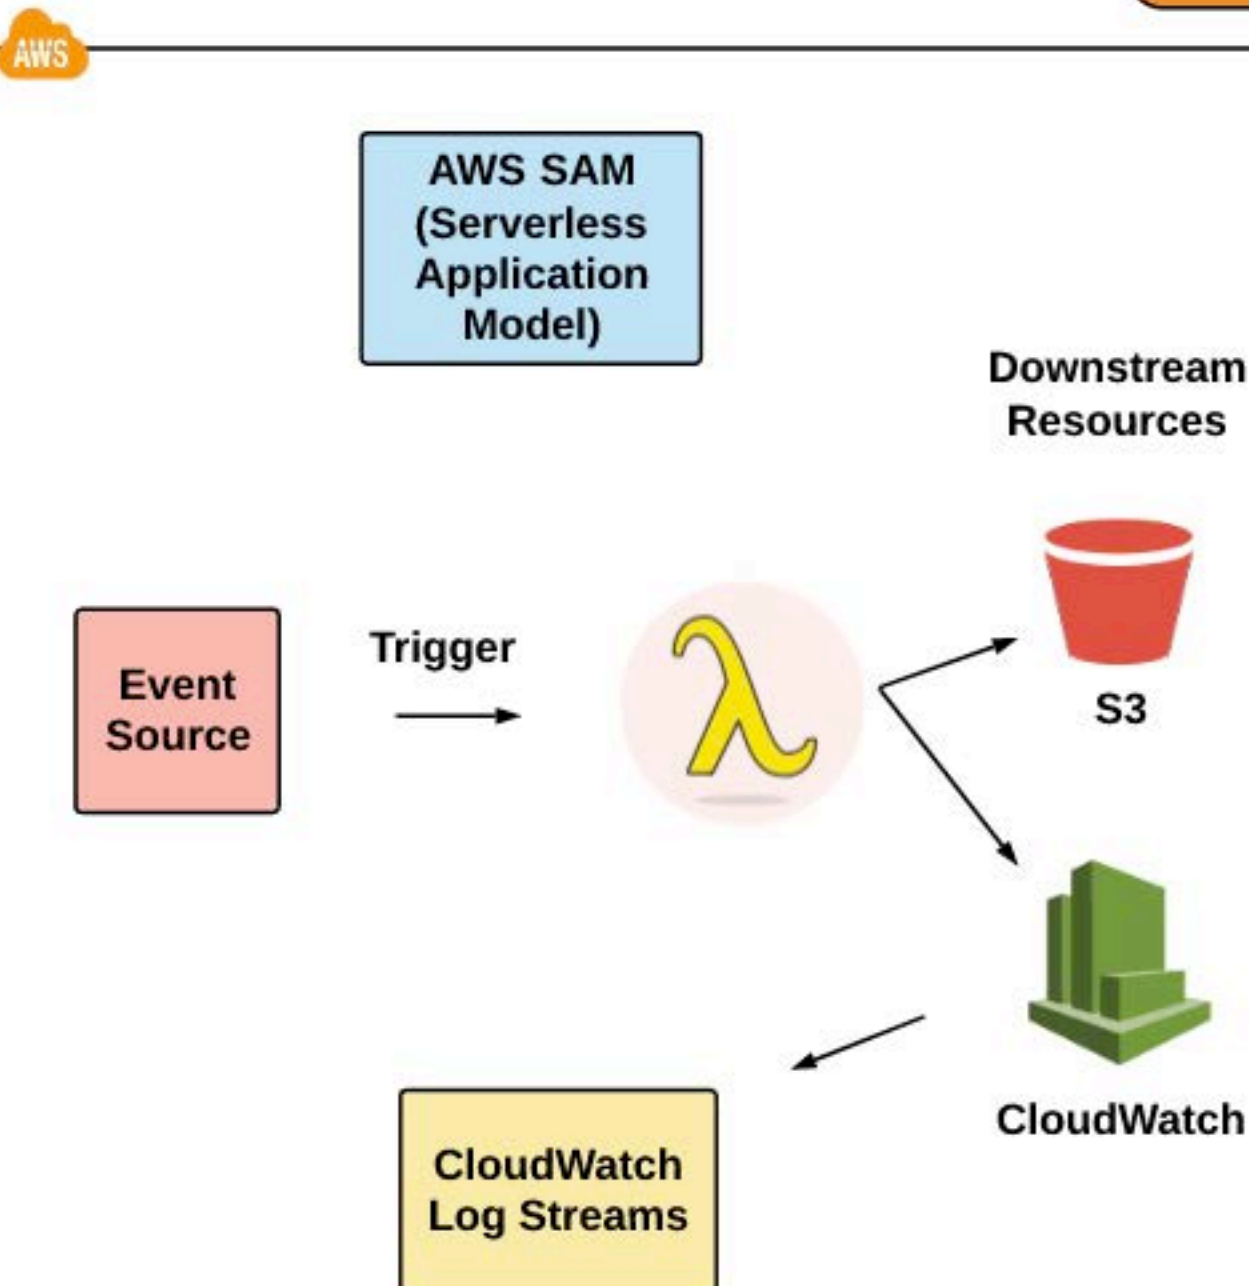 AWS
AWS SAM
(Serverless
Application
Model)
Downstream
Resources
Event
Source
Trigger
λ
S3
CloudWatch
CloudWatch
Log Streams